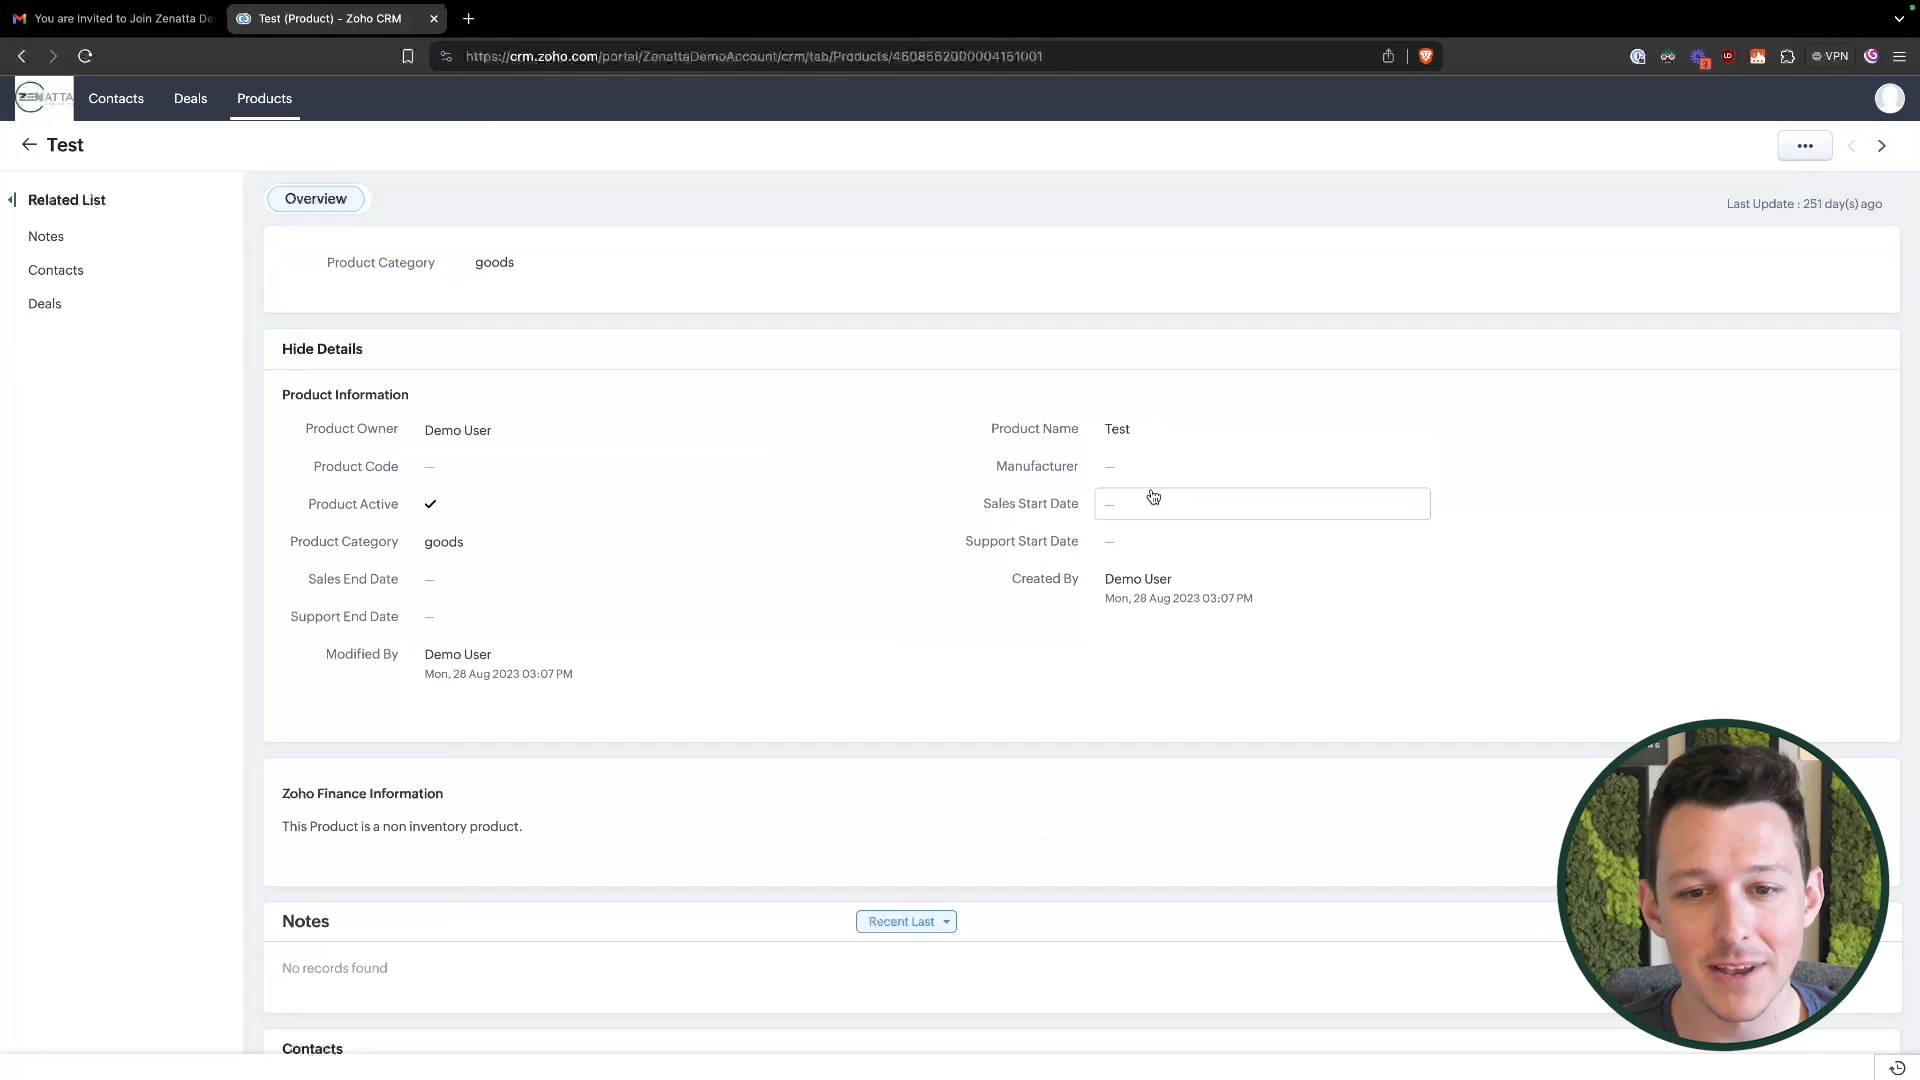 You are Invited to Join Zenatta De
Test (Product) - Zoho CRM
https://crm.zoho.com/portal/ZenattaDemoAccount/crm/tab/Products/4608562000004151001
3
VPN
ZENATTA
Contacts
Deals
Products
Test
Related List
Notes
Contacts
Deals
Overview
Last Update : 251 day(s) ago
Product Category goods
Hide Details
Product Information
Product Owner Demo User
Product Name Test
Product Code —
Manufacturer —
Product Active
Sales Start Date —
Product Category goods
Support Start Date —
Sales End Date —
Created By Demo User
Mon, 28 Aug 2023 03:07 PM
Support End Date —
Modified By Demo User
Mon, 28 Aug 2023 03:07 PM
Zoho Finance Information
This Product is a non inventory product.
Notes
Recent Last
No records found
Contacts